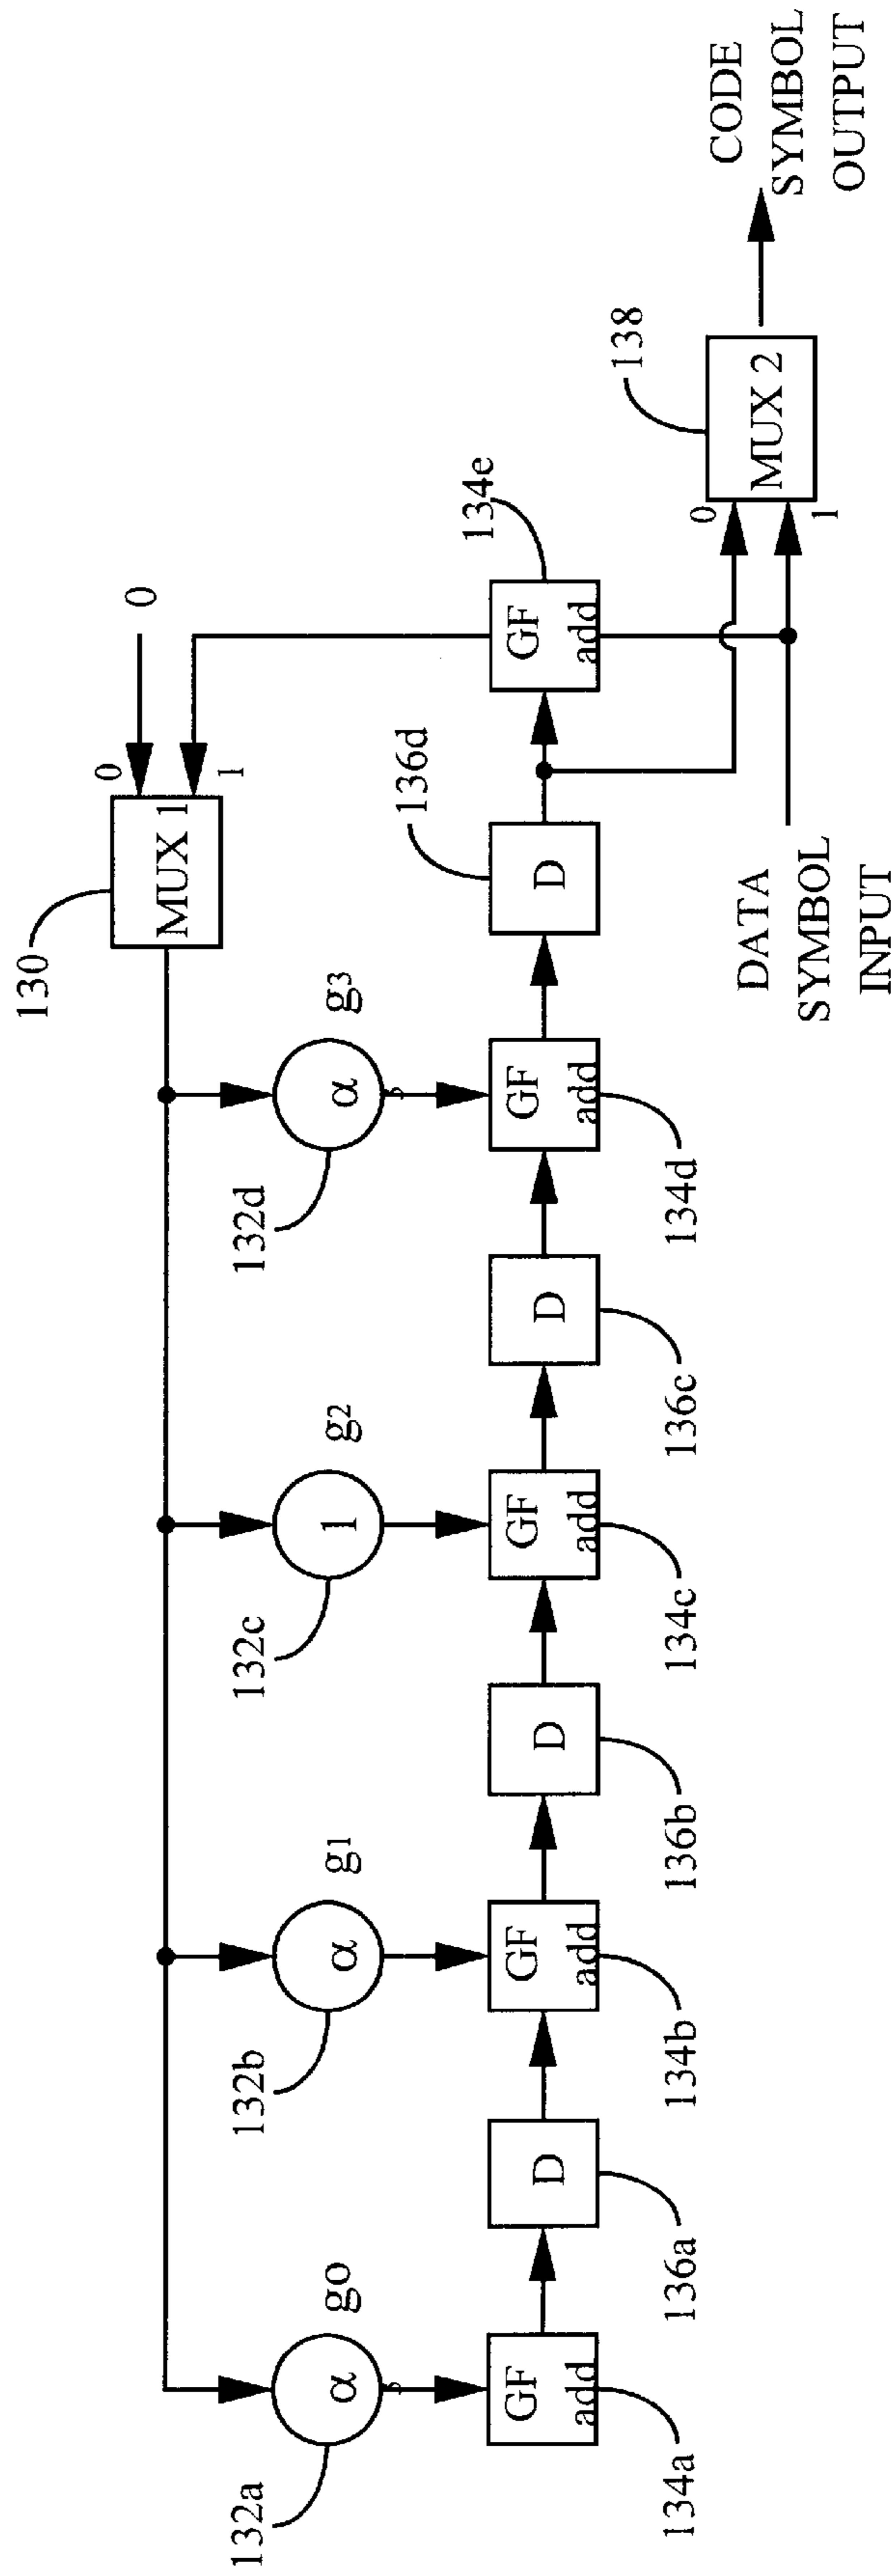 130
MUX 1
0
1
0
132a
α
g0
132b
α
g1
132c
1
g2
132d
α
g3
GF
add
134a
D
136a
GF
add
134b
D
136b
GF
add
134c
D
136c
GF
add
134d
D
136d
GF
add
134e
DATA
SYMBOL
INPUT
0
1
MUX 2
138
CODE
SYMBOL
OUTPUT